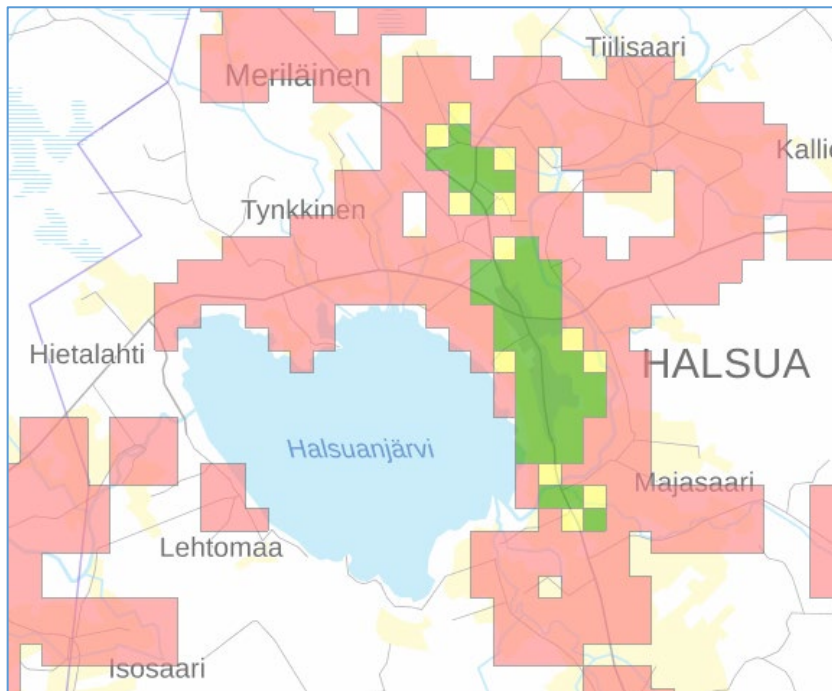 Tiilisaari
Meriläinen
Kallio
Tynkkinen
Hietalahti
HALSUA
Halsuanjärvi
Majasaari
Lehtomaa
Isosaari